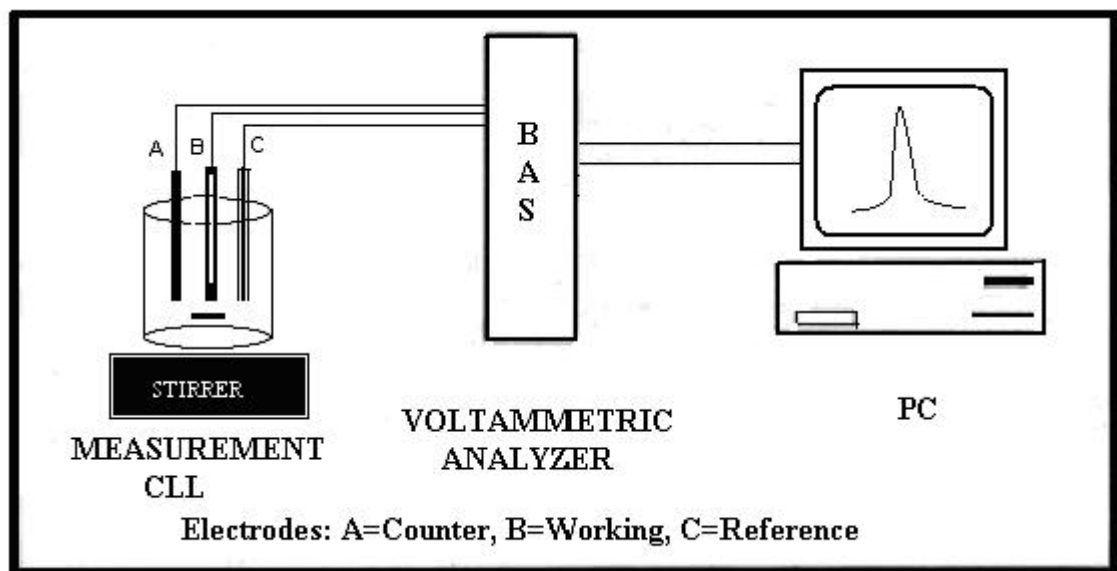 A B C
B
A
S
STIRRER
MEASUREMENT
CLL
VOLTAMMETRIC
ANALYZER
PC
Electrodes: A=Counter, B=Working, C=Reference